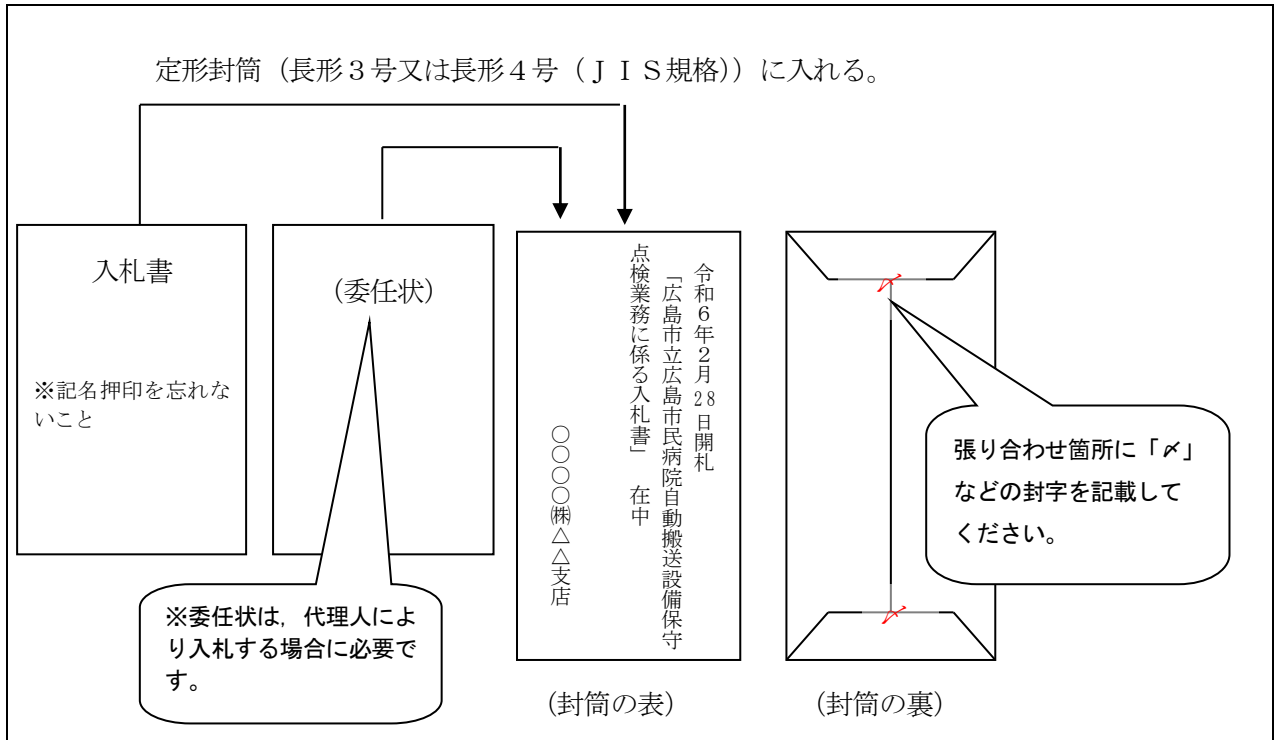 定形封筒（長形３号又は長形４号（ＪＩＳ規格））に入れる。
入札書
※記名押印を忘れな
いこと
（委任状）
※委任状は，代理人によ
り入札する場合に必要で
す。
令和６年２月28日開札
「広島市立広島市民病院自動搬送設備保守
点検業務に係る入札書」　在中
〇〇〇〇㈱△△支店
（封筒の表）
〆
〆
張り合わせ箇所に「〆」
などの封字を記載して
ください。
（封筒の裏）